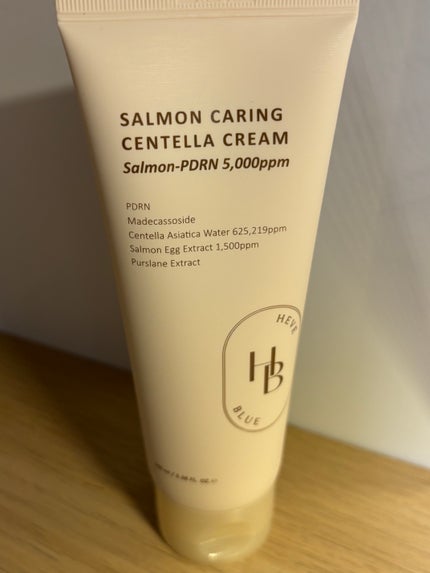 SALMON CARING
CENTELLA CREAM
Salmon-PDRN 5,000ppm
PDRN
Madecassoside
Centella Asiatica Water 625,219ppm
Salmon Egg Extract 1,500ppm
Purslane Extract
HEVE
HB
BLUE